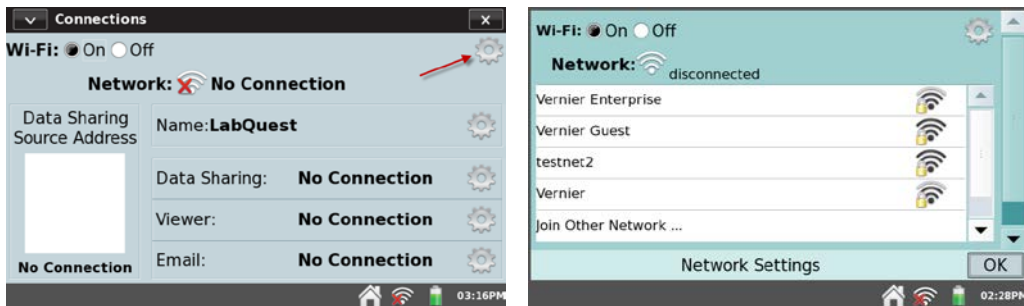 Connections
Wi-Fi: On Off
Network: No Connection
Data Sharing
Source Address
No Connection
Name:LabQuest
Data Sharing: No Connection
Viewer: No Connection
Email: No Connection
03:16PM
Wi-Fi: On Off
Network: disconnected
Vernier Enterprise
Vernier Guest
testnet2
Vernier
Join Other Network ...
Network Settings
OK
02:28PM